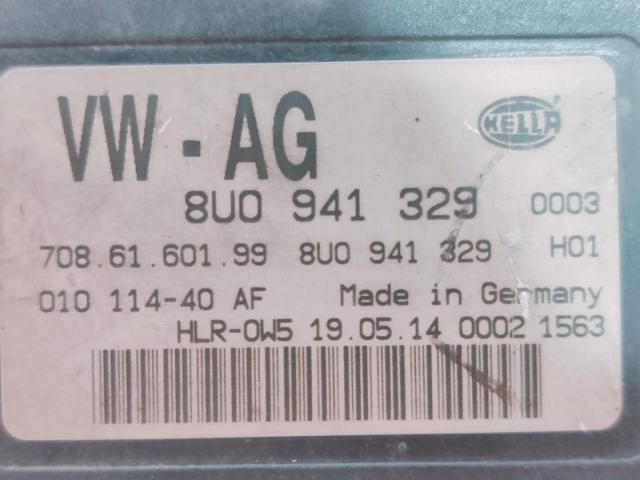 VW - AG
HELLA
8U0 941 329 0003
708.61.601.99 8U0 941 329 H01
010 114-40 AF Made in Germany
HLR-0W5 19.05.14 0002 1563